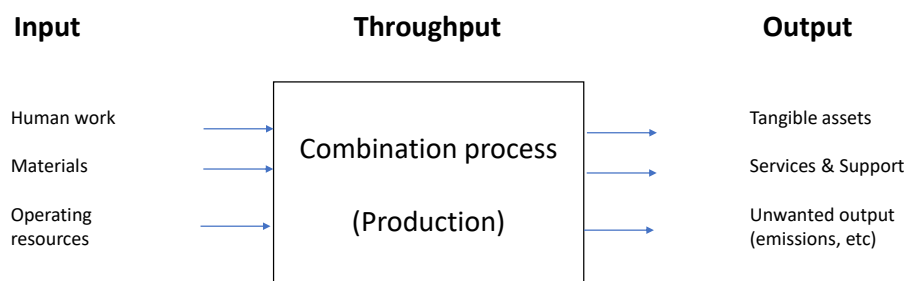 Input Throughput Output
Human work
Materials
Operating
resources
Combination process
(Production)
Tangible assets
Services & Support
Unwanted output
(emissions, etc)